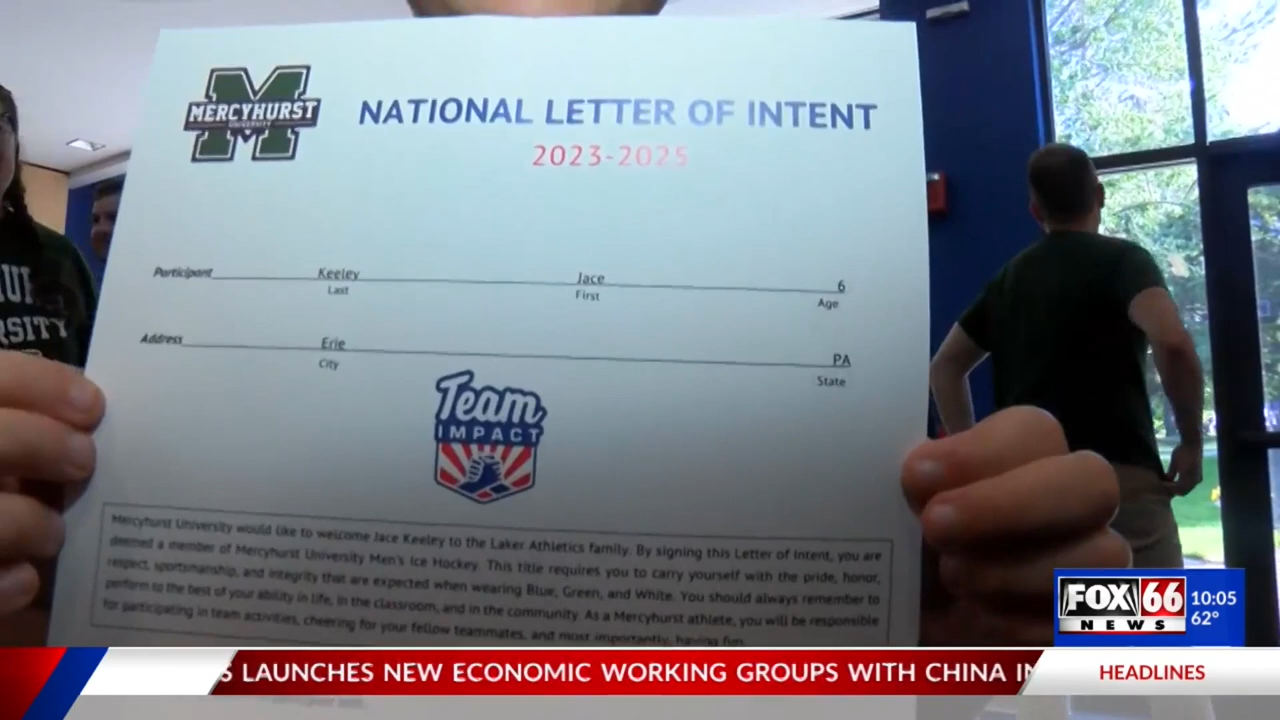 MERCYHURST
UNIVERSITY
NATIONAL LETTER OF INTENT
2023-2025
Participant Keeley Jace 6
Last First Age
Address Erie PA
City State
Team
IMPACT
Mercyhurst University would like to welcome Jace Keeley to the Laker Athletics family. By signing this Letter of Intent, you are
deemed a member of Mercyhurst University Men's Ice Hockey. This title requires you to carry yourself with the pride, honor,
respect, sportsmanship, and integrity that are expected when wearing Blue, Green, and White. You should always remember to
perform to the best of your ability in life, in the classroom, and in the community. As a Mercyhurst athlete, you will be responsible
for participating in team activities, cheering for your fellow teammates, and most importantly, having fun.
RSITY
FOX 66
NEWS
10:05
62°
S LAUNCHES NEW ECONOMIC WORKING GROUPS WITH CHINA IN
HEADLINES